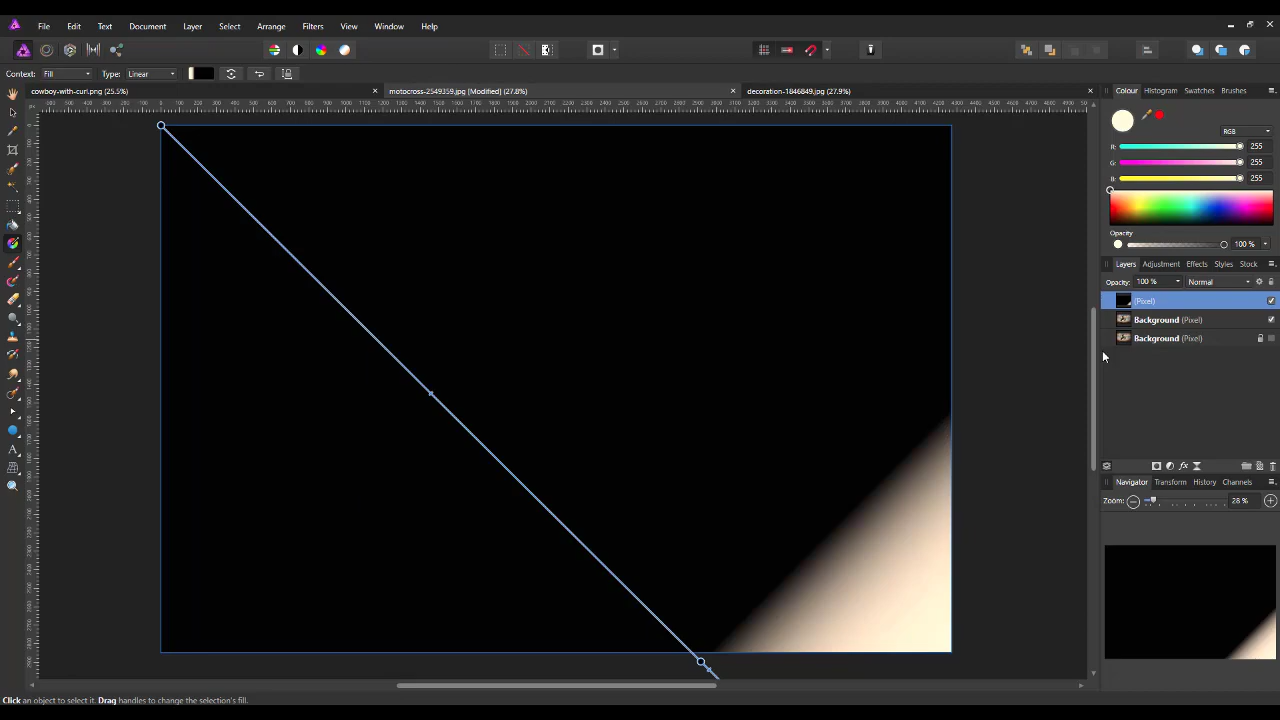 File Edit Text Document Layer Select Arrange Filters View Window Help
Context: Fill Type: Linear
cowboy-with-curl.png (25.5%) motocross-2549359.jpg [Modified] (27.8%) decoration-1846849.jpg (27.9%)
Colour Histogram Swatches Brushes
RGB
R: 255
G: 255
B: 255
Opacity
100 %
Layers Adjustment Effects Styles Stock
Opacity: 100 % Normal
(Pixel)
Background (Pixel)
Background (Pixel)
Navigator Transform History Channels
Zoom: 28 %
Click an object to select it. Drag handles to change the selection's fill.